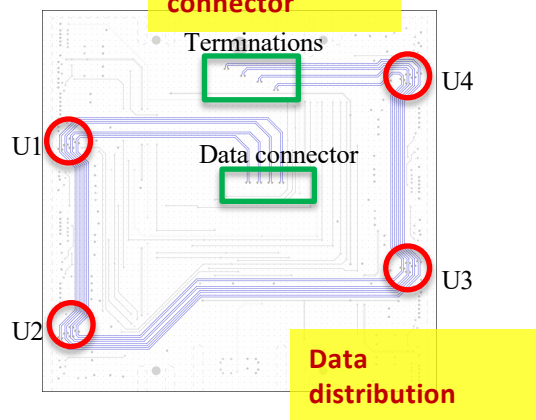 connector
Terminations
U4
U1
Data connector
U3
U2
Data
distribution